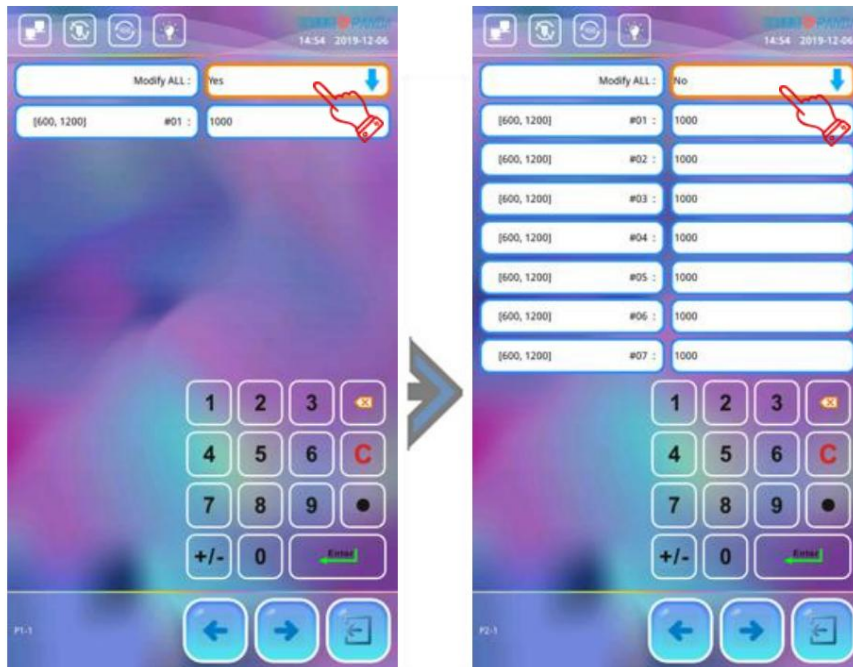 14:54 2019-12-06
Modify ALL : Yes
[600, 1200] #01 : 1000
1 2 3
4 5 6 C
7 8 9
+/- 0 Enter
P1-1
14:54 2019-12-06
Modify ALL : No
[600, 1200] #01 : 1000
[600, 1200] #02 : 1000
[600, 1200] #03 : 1000
[600, 1200] #04 : 1000
[600, 1200] #05 : 1000
[600, 1200] #06 : 1000
[600, 1200] #07 : 1000
1 2 3
4 5 6 C
7 8 9
+/- 0 Enter
P2-1